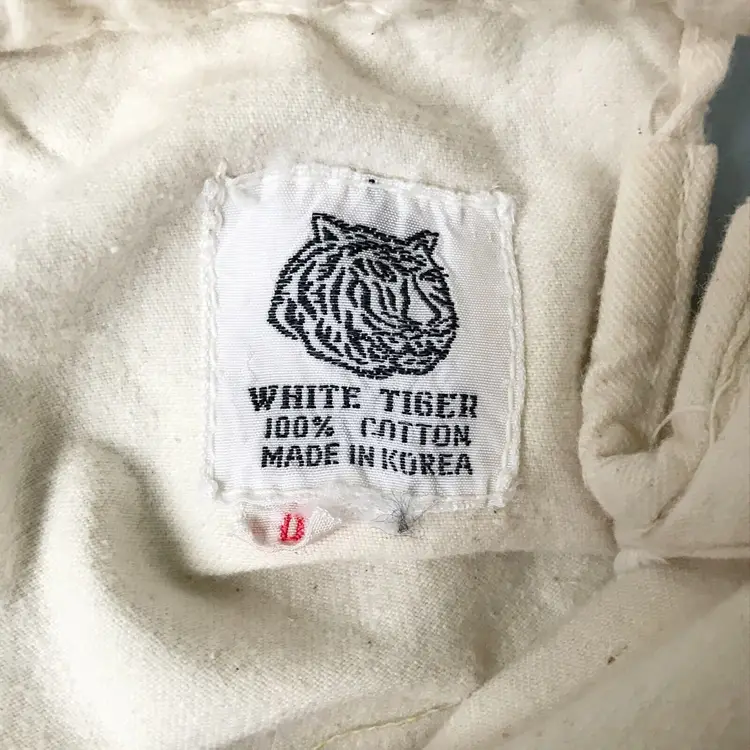 WHITE TIGER
100% COTTON
MADE IN KOREA